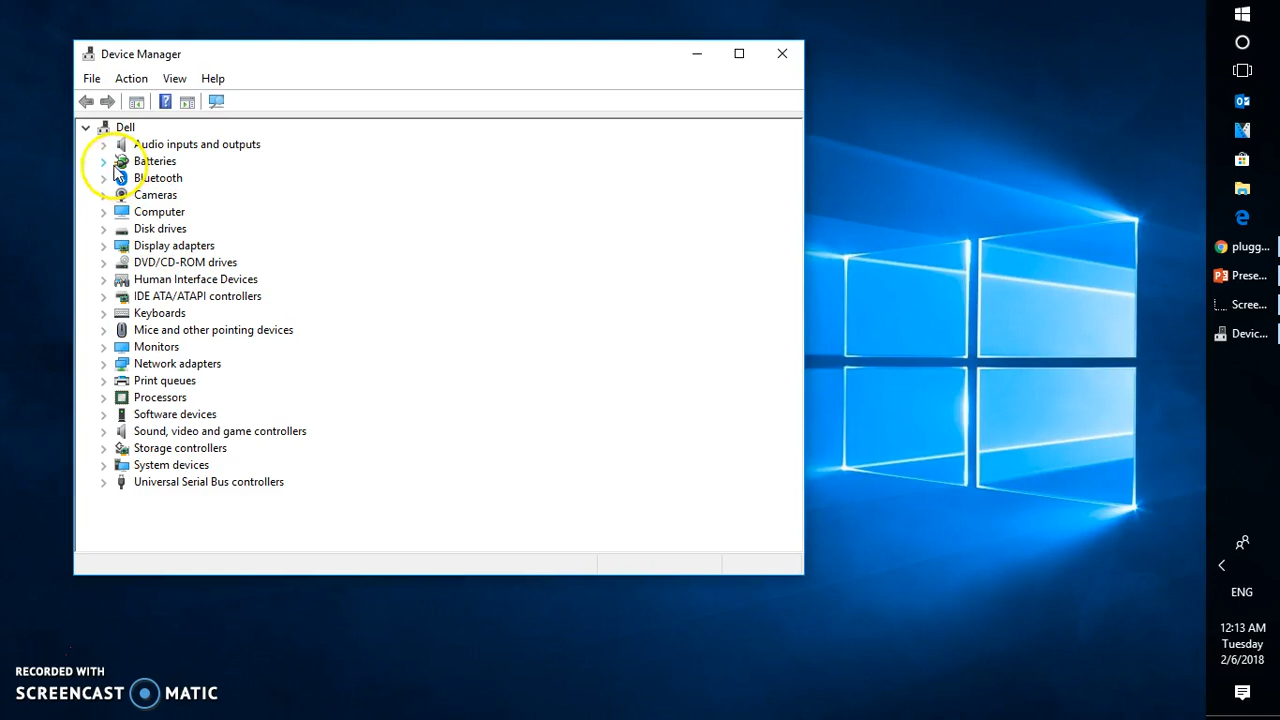 Device Manager
File Action View Help
Dell
Audio inputs and outputs
Batteries
Bluetooth
Cameras
Computer
Disk drives
Display adapters
DVD/CD-ROM drives
Human Interface Devices
IDE ATA/ATAPI controllers
Keyboards
Mice and other pointing devices
Monitors
Network adapters
Print queues
Processors
Software devices
Sound, video and game controllers
Storage controllers
System devices
Universal Serial Bus controllers
plugg...
Prese...
Scree...
Devic...
ENG
12:13 AM
Tuesday
2/6/2018
RECORDED WITH
SCREENCAST MATIC